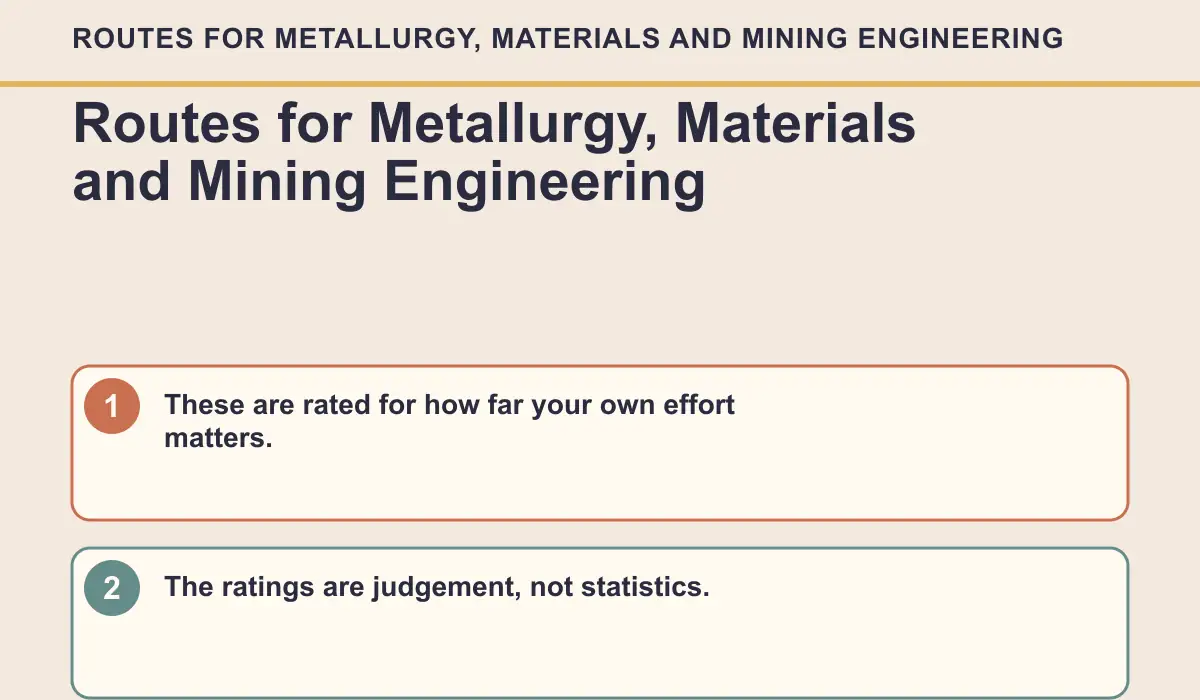 ROUTES FOR METALLURGY, MATERIALS AND MINING ENGINEERING
Routes for Metallurgy, Materials
and Mining Engineering
1
These are rated for how far your own effort
matters.
2
The ratings are judgement, not statistics.